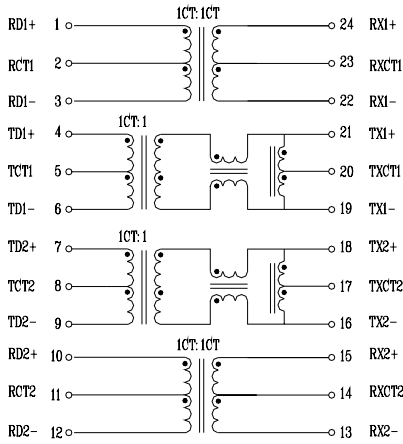 1CT: 1CT
RD1+ 1 24 RX1+
RCT1 2 23 RXCT1
RD1- 3 22 RX1-
1CT: 1
TD1+ 4 21 TX1+
TCT1 5 20 TXCT1
TD1- 6 19 TX1-
1CT: 1
TD2+ 7 18 TX2+
TCT2 8 17 TXCT2
TD2- 9 16 TX2-
1CT: 1CT
RD2+ 10 15 RX2+
RCT2 11 14 RXCT2
RD2- 12 13 RX2-